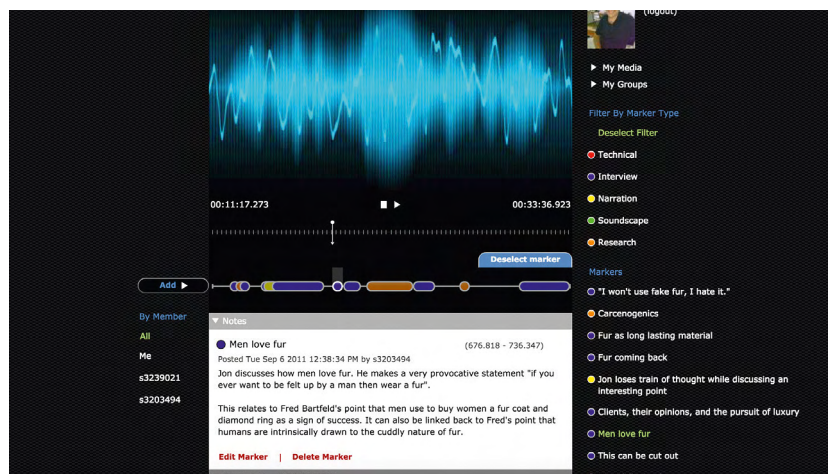 (logout)
My Media
My Groups
Filter By Marker Type
Deselect Filter
Technical
Interview
Narration
Soundscape
Research
00:11:17.273
00:33:36.923
Deselect marker
Add
By Member
All
Me
s3239021
s3203494
Notes
Men love fur
(676.818 - 736.347)
Posted Tue Sep 6 2011 12:38:34 PM by s3203494
Jon discusses how men love fur. He makes a very provocative statement "if you
ever want to be felt up by a man then wear a fur".
This relates to Fred Bartfeld's point that men use to buy women a fur coat and
diamond ring as a sign of success. It can also be linked back to Fred's point that
humans are intrinsically drawn to the cuddly nature of fur.
Edit Marker | Delete Marker
Markers
"I won't use fake fur, I hate it."
Carcenogenics
Fur as long lasting material
Fur coming back
Jon loses train of thought while discussing an
interesting point
Clients, their opinions, and the pursuit of luxury
Men love fur
This can be cut out